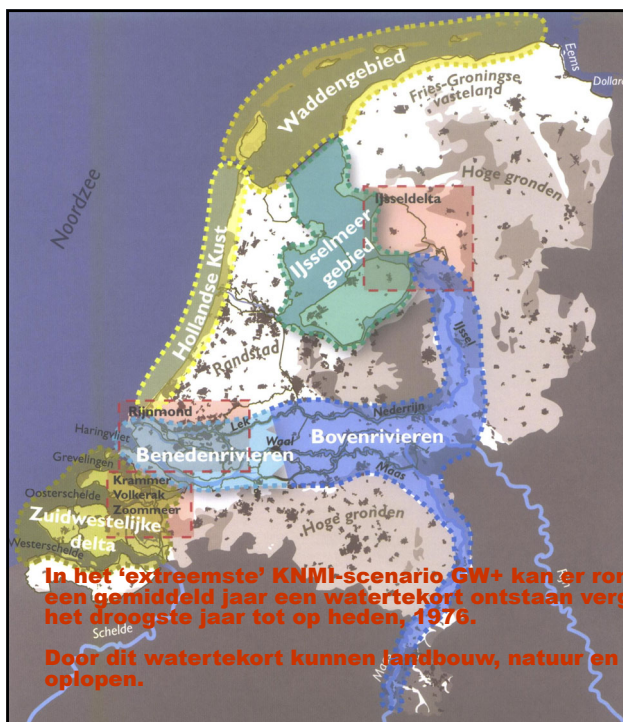 Eems
Dollard
Waddengebied
Fries-Groningse
vasteland
Noordzee
Hoge gronden
IJsseldelta
IJsselmeer
gebied
Hollandse Kust
IJssel
Randstad
Rijnmond
Lek
Nederrijn
Haringvliet
Waal
Bovenrivieren
Benedenrivieren
Grevelingen
Maas
Krammer
Volkerak
Zoommeer
Oosterschelde
Zuidwestelijke
delta
Hoge gronden
Westerschelde
In het ‘extreemste’ KNMI-scenario GW+ kan er
een gemiddeld jaar een watertekort ontstaan
het droogste jaar tot op heden, 1976.
Schelde
Door dit watertekort kunnen landbouw, natuur en
oplopen.